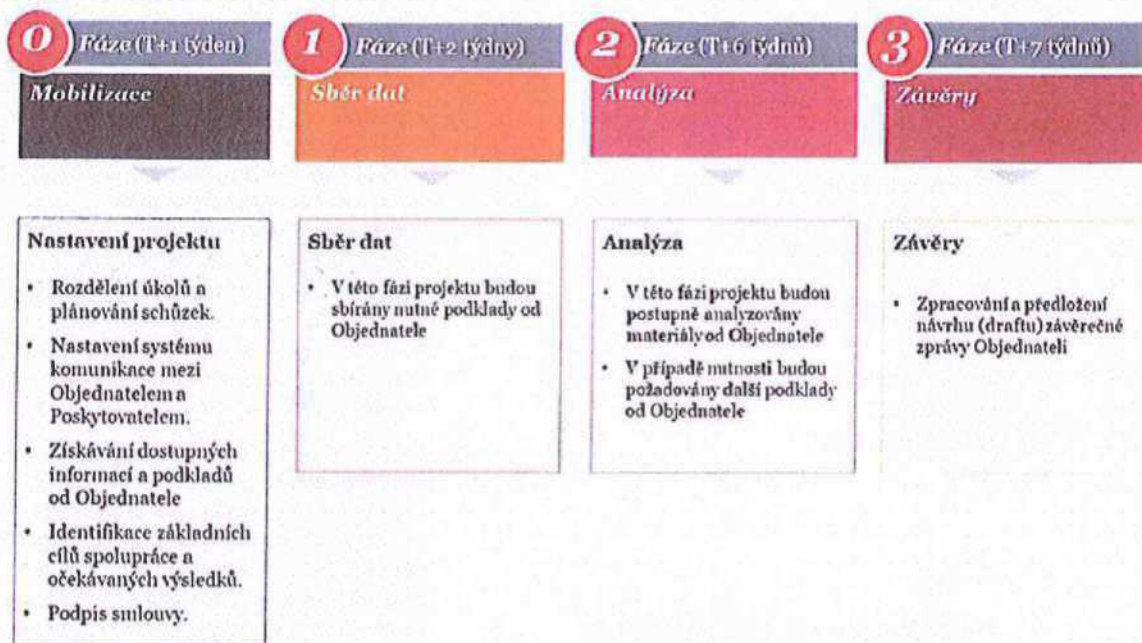 0 Fáze (T+1 týden)
Mobilizace
1 Fáze (T+2 týdny)
Sběr dat
2 Fáze (T+6 týdnů)
Analýza
3 Fáze (T+7 týdnů)
Závěry
Nastavení projektu
• Rozdělení úkolů a
plánování schůzek.
• Nastavení systému
komunikace mezi
Objednatelem a
Poskytovatelem.
• Získávání dostupných
informací a podkladů
od Objednatele
• Identifikace základních
cílů spolupráce a
očekávaných výsledků.
• Podpis smlouvy.
Sběr dat
• V této fázi projektu budou
sbírány nutné podklady od
Objednatele
Analýza
• V této fázi projektu budou
postupně analyzovány
materiály od Objednatele
• V případě nutnosti budou
požadovány další podklady
od Objednatele
Závěry
• Zpracování a předložení
návrhu (draftu) závěrečné
zprávy Objednateli